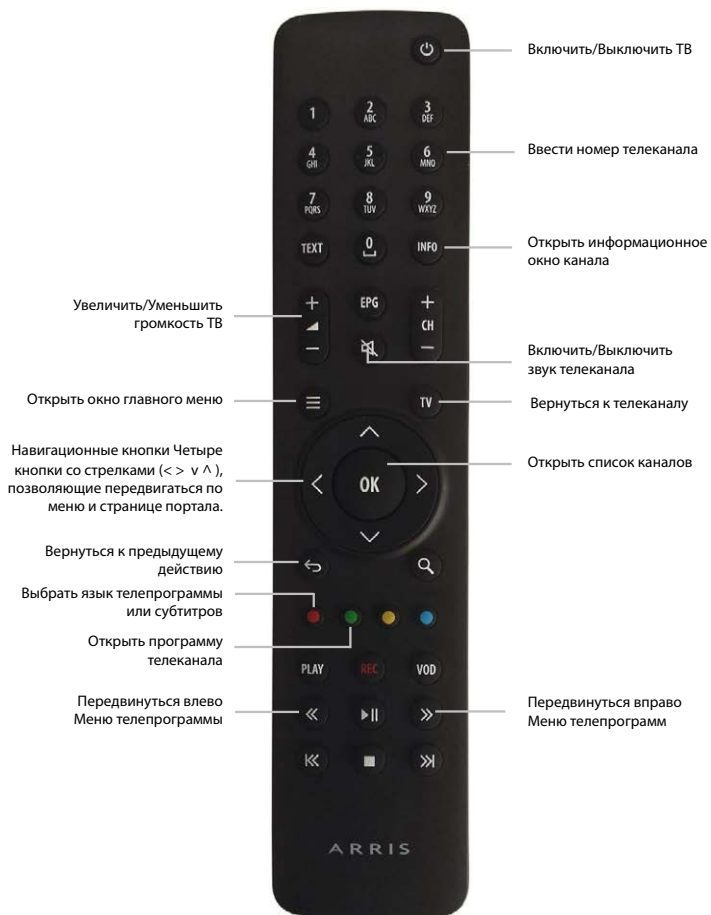 Включить/Выключить ТВ
1
2
ABC
3
DEF
4
GHI
5
JKL
6
MNO
Ввести номер телеканала
7
PQRS
8
TUV
9
WXYZ
TEXT
0
INFO
Открыть информационное
окно канала
Увеличить/Уменьшить
громкость ТВ
+
EPG
+
CH
–
–
Включить/Выключить
звук телеканала
Открыть окно главного меню
TV
Вернуться к телеканалу
Навигационные кнопки Четыре
кнопки со стрелками (< > v ^ ),
позволяющие передвигаться по
меню и странице портала.
OK
Открыть список каналов
Вернуться к предыдущему
действию
Выбрать язык телепрограммы
или субтитров
Открыть программу
телеканала
PLAY
REC
VOD
Передвинуться влево
Меню телепрограммы
Передвинуться вправо
Меню телепрограмм
ARRIS